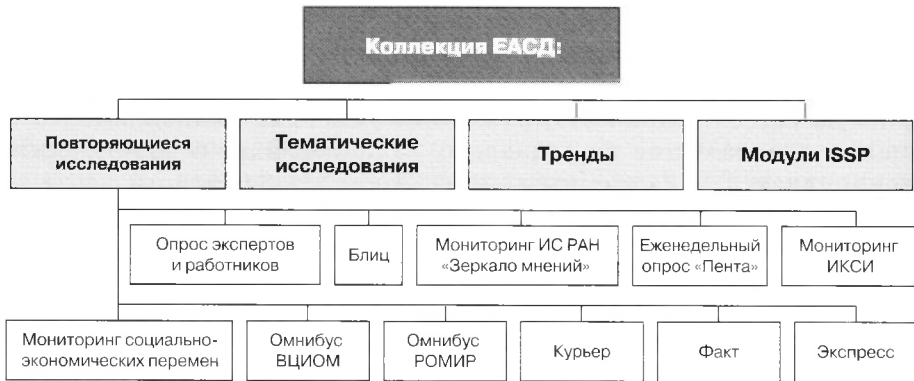 Коллекция ЕАСД:
Повторяющиеся
исследования
Тематические
исследования
Тренды
Модули ISSP
Опрос экспертов
и работников
Блиц
Мониторинг ИС РАН
«Зеркало мнений»
Еженедельный
опрос «Пента»
Мониторинг
ИКСИ
Мониторинг социально-
экономических перемен
Омнибус
ВЦИОМ
Омнибус
РОМИР
Курьер
Факт
Экспресс